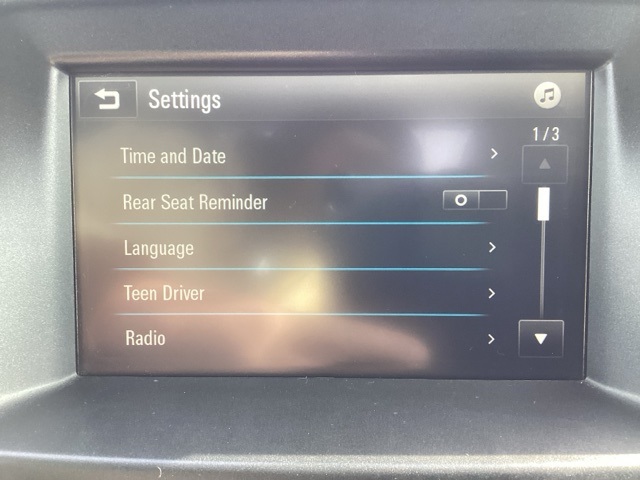 Settings
1/3
Time and Date
Rear Seat Reminder
Language
Teen Driver
Radio